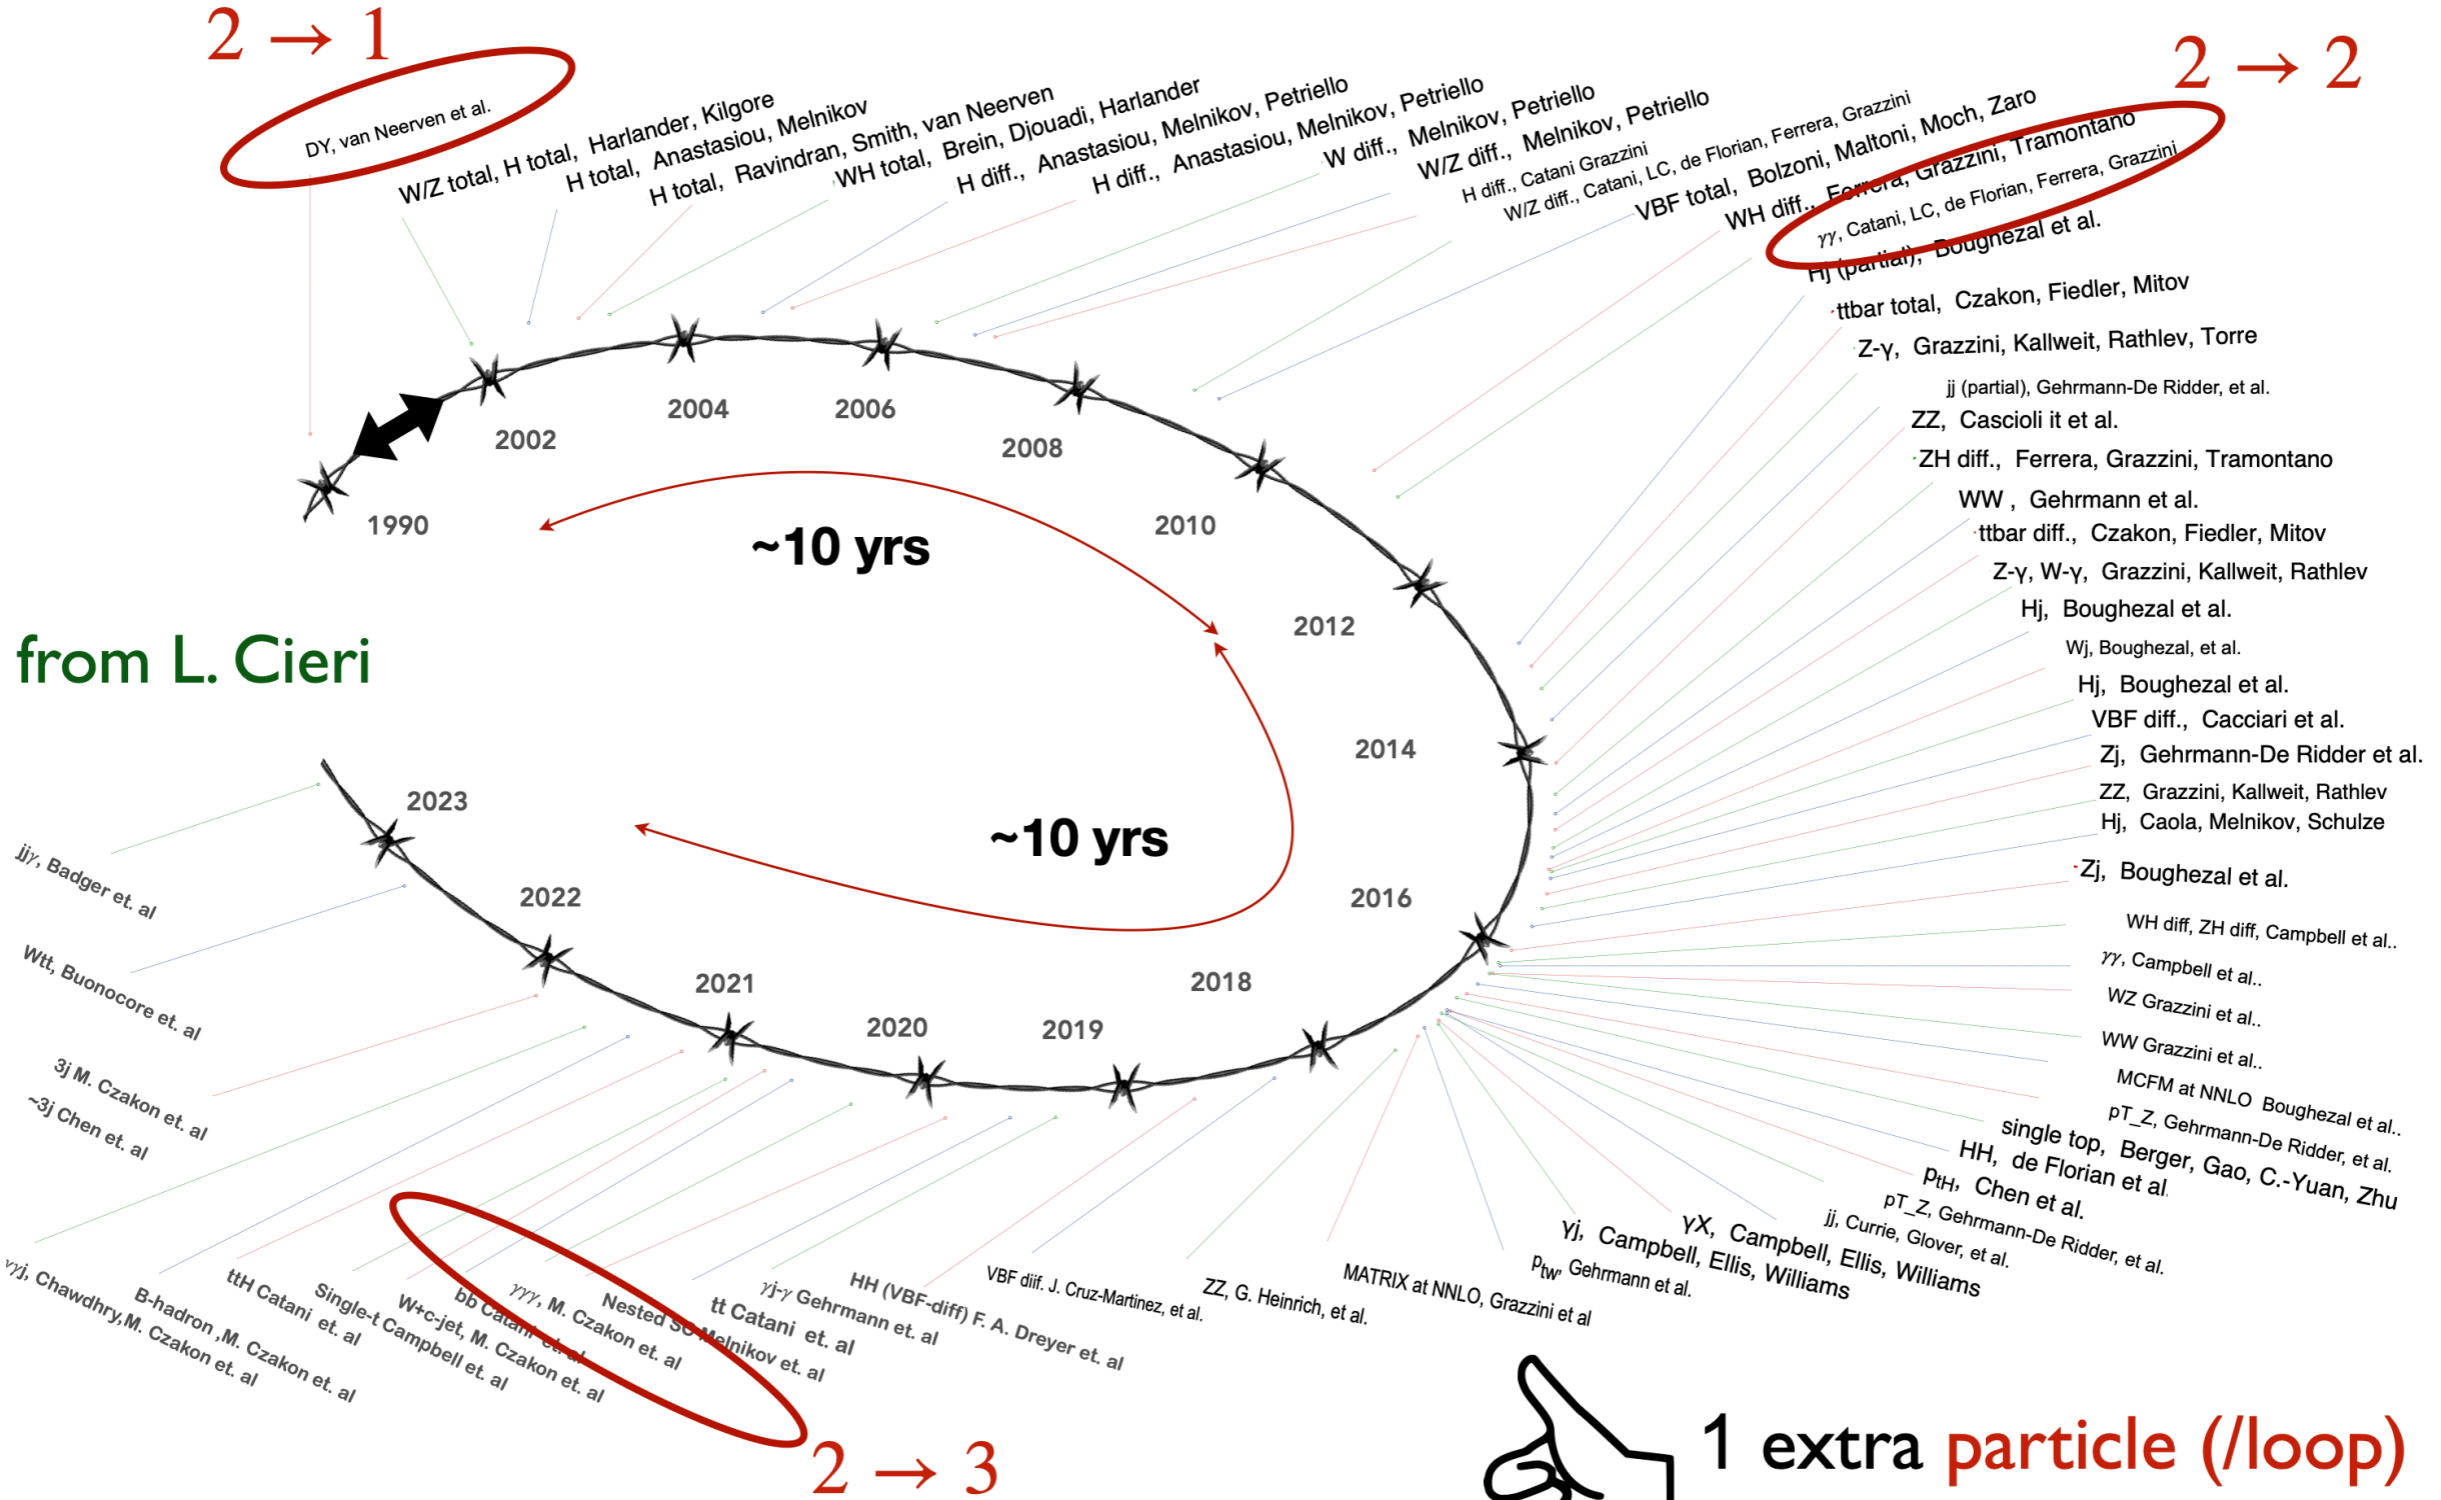 2 → 1
2 → 2
DY, van Neerven et al.
W/Z total, H total, Harlander, Kilgore
H total, Anastasiou, Melnikov
H total, Ravindran, Smith, van Neerven
WH total, Brein, Djouadi, Harlander
H diff., Anastasiou, Melnikov, Petriello
H diff., Anastasiou, Melnikov, Petriello
W diff., Melnikov, Petriello
W/Z diff., Melnikov, Petriello
H diff., Catani Grazzini
W/Z diff., Catani, LC, de Florian, Ferrera, Grazzini
VBF total, Bolzoni, Maltoni, Moch, Zaro
WH diff., Ferrera, Grazzini, Tramontano
γγ, Catani, LC, de Florian, Ferrera, Grazzini
Hj (partial), Boughezal et al.
ttbar total, Czakon, Fiedler, Mitov
Z-γ, Grazzini, Kallweit, Rathlev, Torre
jj (partial), Gehrmann-De Ridder, et al.
ZZ, Cascioli it et al.
ZH diff., Ferrera, Grazzini, Tramontano
WW , Gehrmann et al.
ttbar diff., Czakon, Fiedler, Mitov
Z-γ, W-γ, Grazzini, Kallweit, Rathlev
Hj, Boughezal et al.
Wj, Boughezal, et al.
Hj, Boughezal et al.
VBF diff., Cacciari et al.
Zj, Gehrmann-De Ridder et al.
ZZ, Grazzini, Kallweit, Rathlev
Hj, Caola, Melnikov, Schulze
Zj, Boughezal et al.
WH diff, ZH diff, Campbell et al..
γγ, Campbell et al..
WZ Grazzini et al..
WW Grazzini et al..
MCFM at NNLO Boughezal et al..
pT_Z, Gehrmann-De Ridder, et al.
single top, Berger, Gao, C.-Yuan, Zhu
HH, de Florian et al.
ptH, Chen et al.
pT_Z, Gehrmann-De Ridder, et al.
jj, Currie, Glover, et al.
γX, Campbell, Ellis, Williams
γj, Campbell, Ellis, Williams
ptw, Gehrmann et al.
MATRIX at NNLO, Grazzini et al
ZZ, G. Heinrich, et al.
VBF diif. J. Cruz-Martinez, et al.
HH (VBF-diff) F. A. Dreyer et. al
γj-γ Gehrmann et. al
tt Catani et. al
Nested SC Melnikov et. al
γγγ, M. Czakon et. al
bb Catani et. al
W+c-jet, M. Czakon et. al
Single-t Campbell et. al
ttH Catani et. al
B-hadron ,M. Czakon et. al
γγj, Chawdhry,M. Czakon et. al
~3j Chen et. al
3j M. Czakon et. al
Wtt, Buonocore et. al
jjγ, Badger et. al
1990
2002
2004
2006
2008
2010
2012
2014
2016
2018
2019
2020
2021
2022
2023
~10 yrs
~10 yrs
from L. Cieri
2 → 3
1 extra particle (/loop)